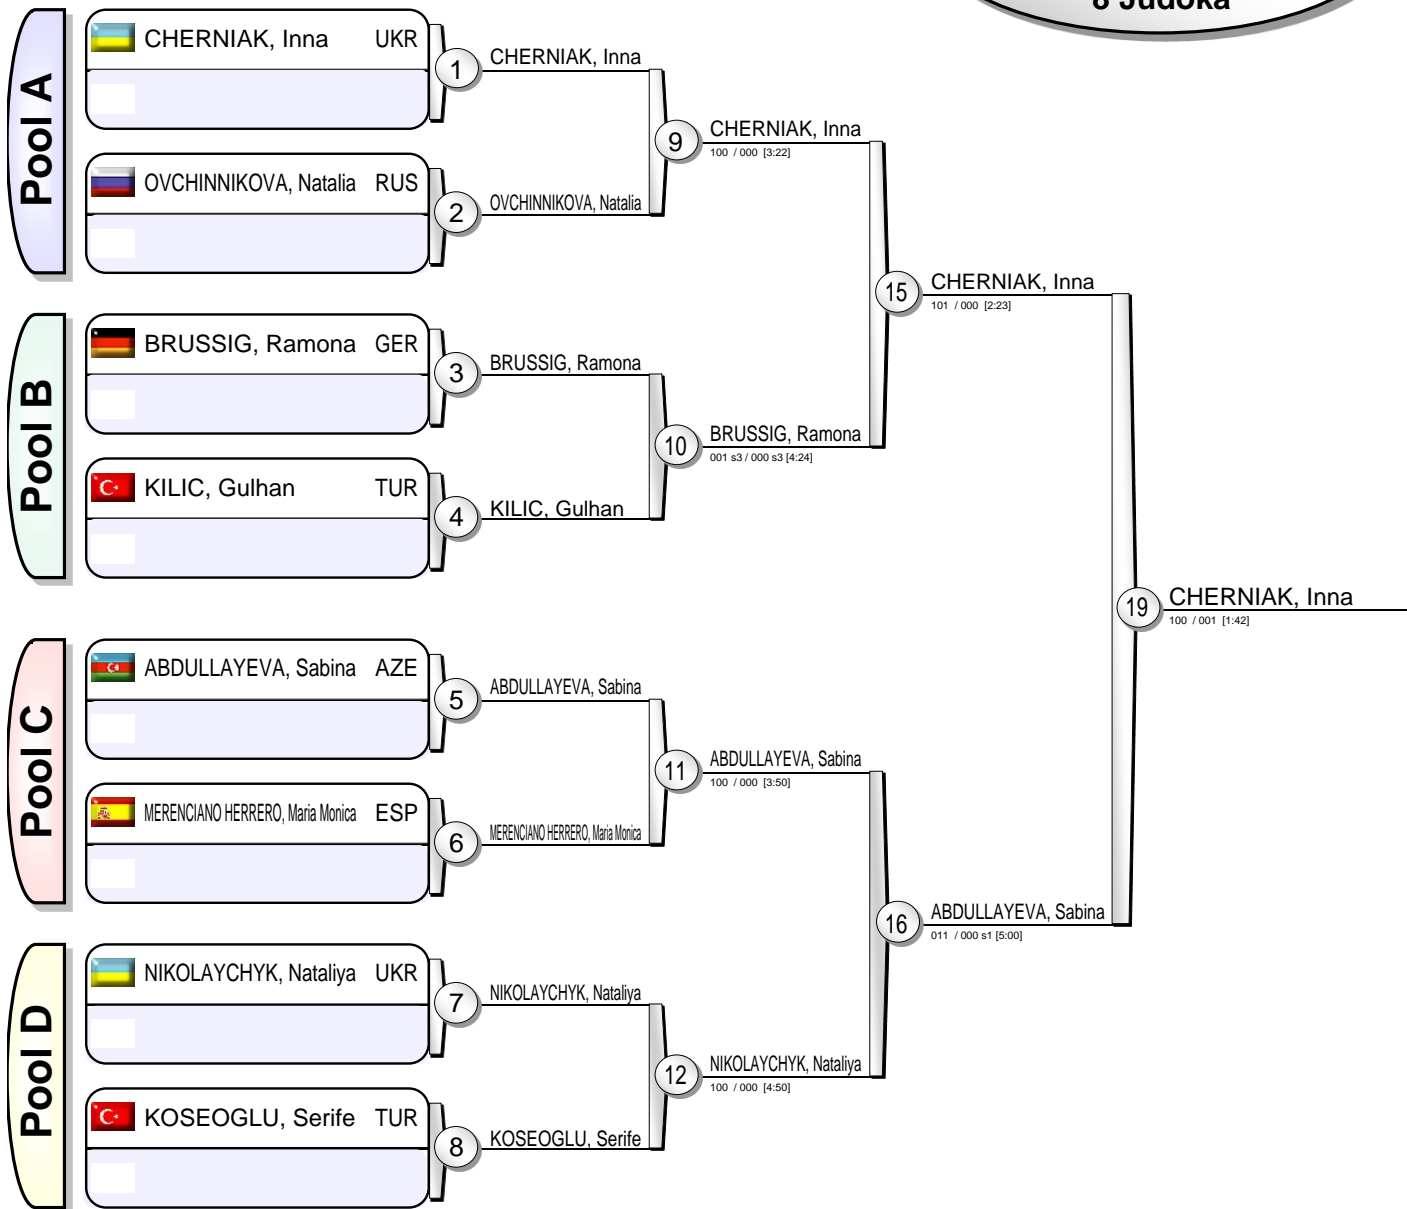 8 Judoka
Pool A
CHERNIAK, Inna UKR
1
CHERNIAK, Inna
9
CHERNIAK, Inna
100 / 000 [3:22]
OVCHINNIKOVA, Natalia RUS
2
OVCHINNIKOVA, Natalia
15
CHERNIAK, Inna
101 / 000 [2:23]
Pool B
BRUSSIG, Ramona GER
3
BRUSSIG, Ramona
10
BRUSSIG, Ramona
001 s3 / 000 s3 [4:24]
KILIC, Gulhan TUR
4
KILIC, Gulhan
19
CHERNIAK, Inna
100 / 001 [1:42]
Pool C
ABDULLAYEVA, Sabina AZE
5
ABDULLAYEVA, Sabina
11
ABDULLAYEVA, Sabina
100 / 000 [3:50]
MERENCIANO HERRERO, Maria Monica ESP
6
MERENCIANO HERRERO, Maria Monica
16
ABDULLAYEVA, Sabina
011 / 000 s1 [5:00]
Pool D
NIKOLAYCHYK, Nataliya UKR
7
NIKOLAYCHYK, Nataliya
12
NIKOLAYCHYK, Nataliya
100 / 000 [4:50]
KOSEOGLU, Serife TUR
8
KOSEOGLU, Serife